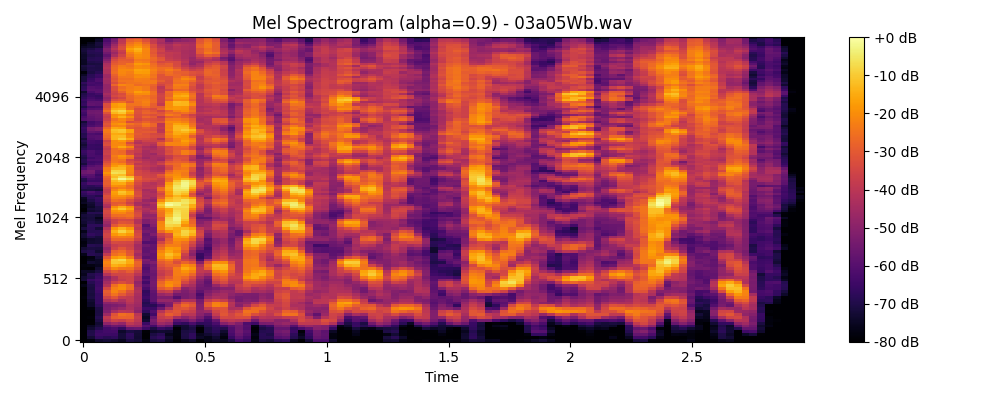 Mel Spectrogram (alpha=0.9) - 03a05Wb.wav
Mel Frequency
4096
2048
1024
512
0
0
0.5
1
1.5
2
2.5
Time
+0 dB
-10 dB
-20 dB
-30 dB
-40 dB
-50 dB
-60 dB
-70 dB
-80 dB